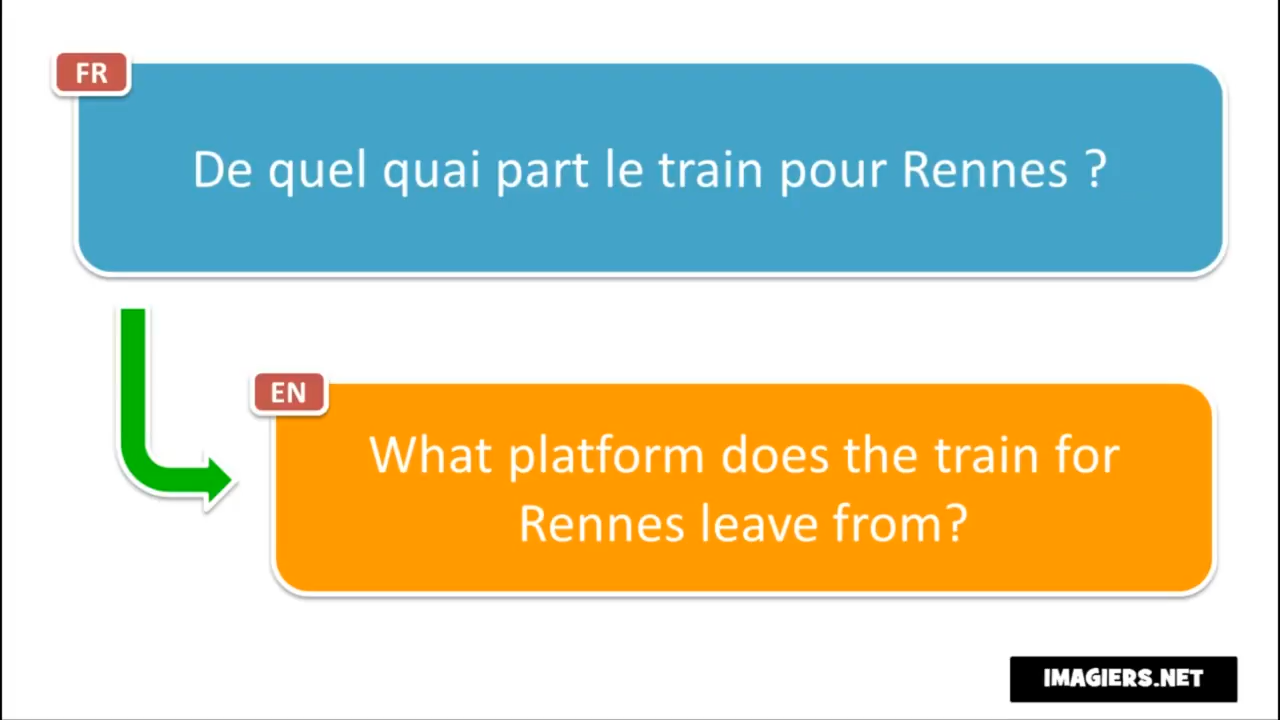 FR
De quel quai part le train pour Rennes ?
EN
What platform does the train for
Rennes leave from?
IMAGIERS.NET